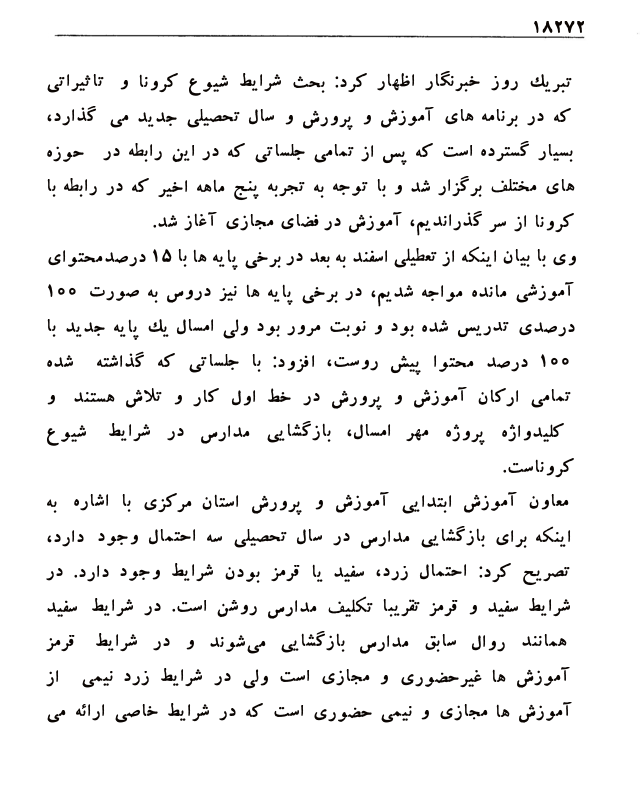 ۱۸۲۷۲
تبریك روز خبرنگار اظهار کرد: بحث شرایط شیوع کرونا و تاثیراتی
که در برنامه های آموزش و پرورش و سال تحصیلی جدید می گذارد،
بسیار گسترده است که پس از تمامی جلساتی که در این رابطه در حوزه
های مختلف برگزار شد و با توجه به تجربه پنج ماهه اخیر که در رابطه با
کرونا از سر گذراندیم، آموزش در فضای مجازی آغاز شد.
وی با بیان اینکه از تعطیلی اسفند به بعد در برخی پایه ها با ۱۵ درصدمحتوای
آموزشی مانده مواجه شدیم، در برخی پایه ها نیز دروس به صورت ۱۰۰
درصدی تدریس شده بود و نوبت مرور بود ولی امسال یك پایه جدید با
۱۰۰ درصد محتوا پیش روست، افزود: با جلساتی که گذاشته شده
تمامی ارکان آموزش و پرورش در خط اول کار و تلاش هستند و
کلیدواژه پروژه مهر امسال، بازگشایی مدارس در شرایط شیوع
کروناست.
معاون آموزش ابتدایی آموزش و پرورش استان مرکزی با اشاره به
اینکه برای بازگشایی مدارس در سال تحصیلی سه احتمال وجود دارد،
تصریح کرد: احتمال زرد، سفید یا قرمز بودن شرایط وجود دارد. در
شرایط سفید و قرمز تقریبا تکلیف مدارس روشن است. در شرایط سفید
همانند روال سابق مدارس بازگشایی می‌شوند و در شرایط قرمز
آموزش ها غیرحضوری و مجازی است ولی در شرایط زرد نیمی از
آموزش ها مجازی و نیمی حضوری است که در شرایط خاصی ارائه می